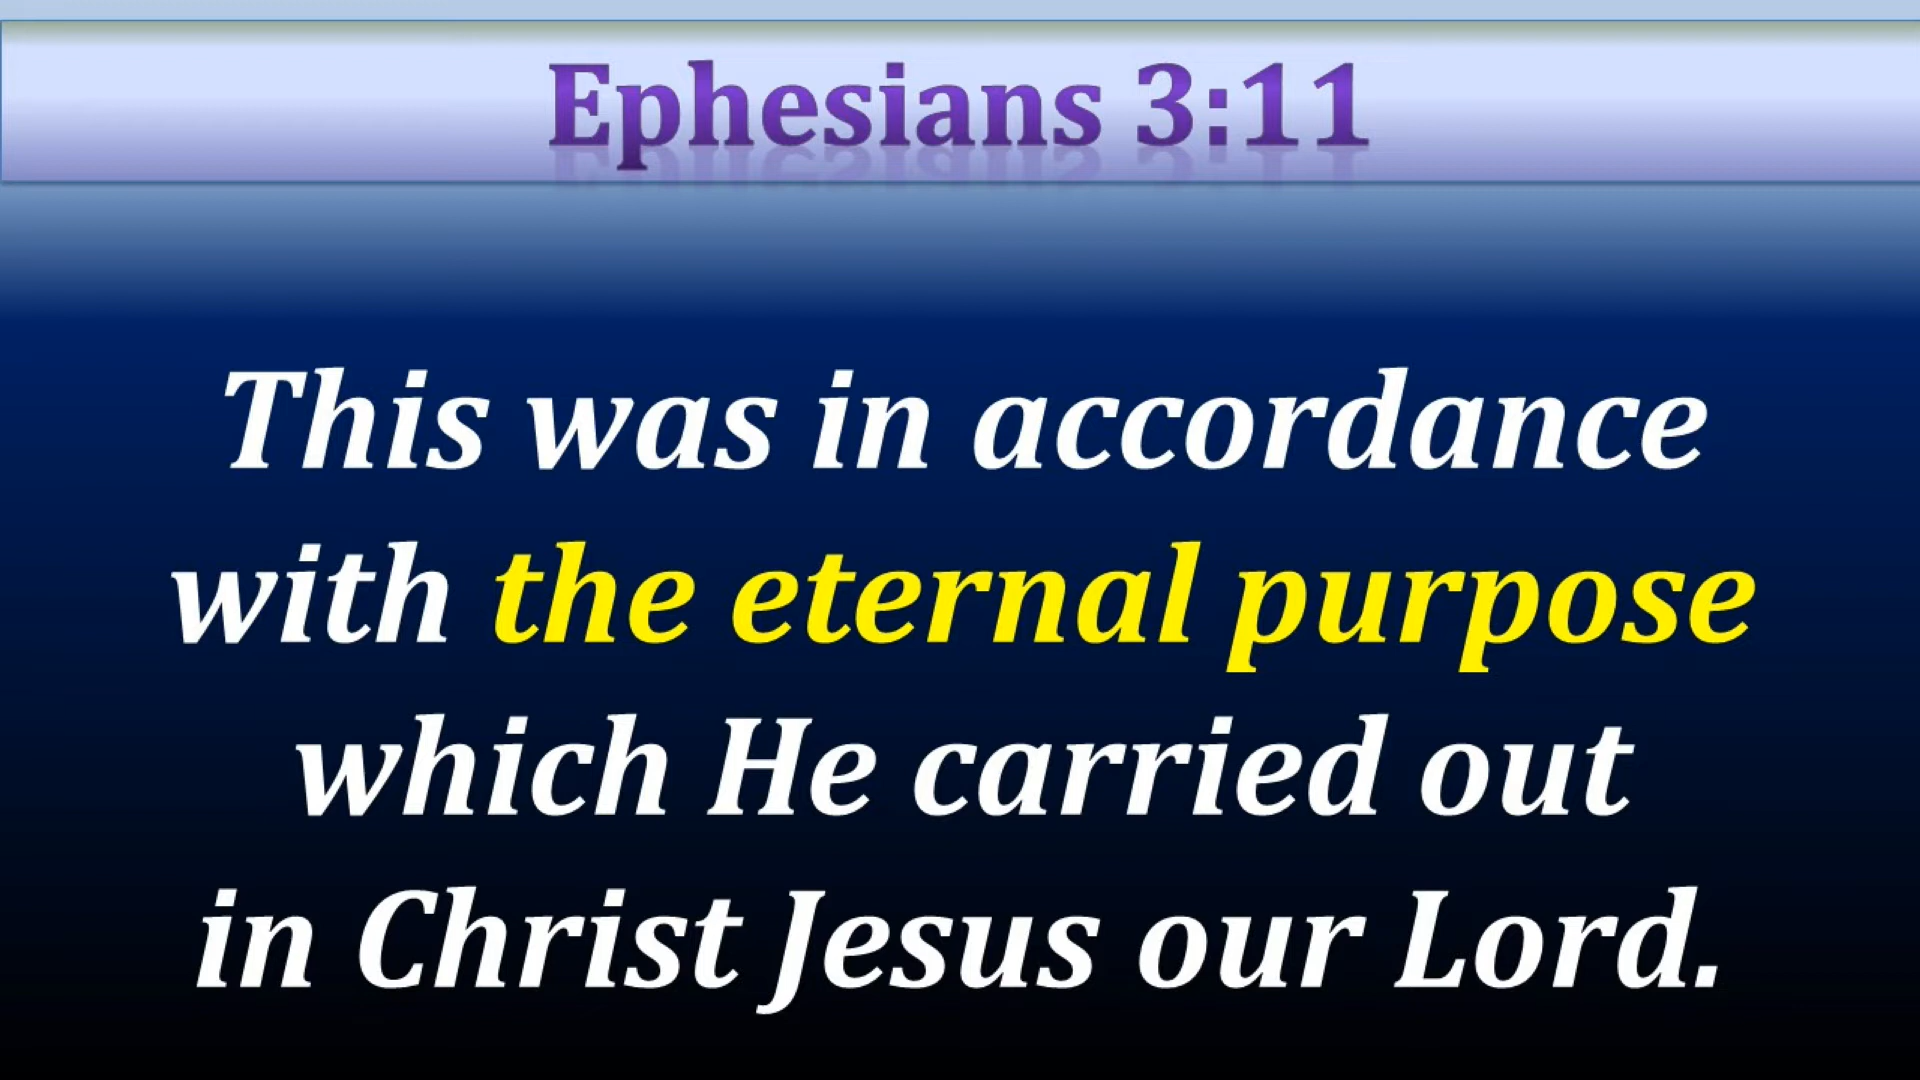 Ephesians 3:11
This was in accordance
with the eternal purpose
which He carried out
in Christ Jesus our Lord.